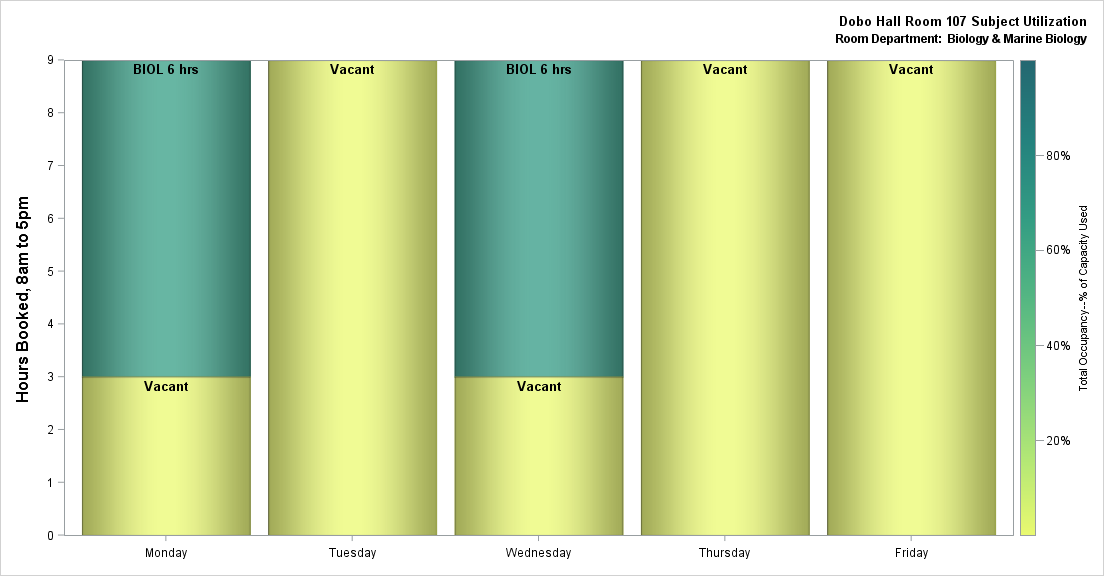 Dobo Hall Room 107 Subject Utilization
Room Department: Biology & Marine Biology
Hours Booked, 8am to 5pm
9
8
7
6
5
4
3
2
1
0
BIOL 6 hrs
Vacant
Vacant
BIOL 6 hrs
Vacant
Vacant
Vacant
Monday
Tuesday
Wednesday
Thursday
Friday
80%
60%
40%
20%
Total Occupancy--% of Capacity Used